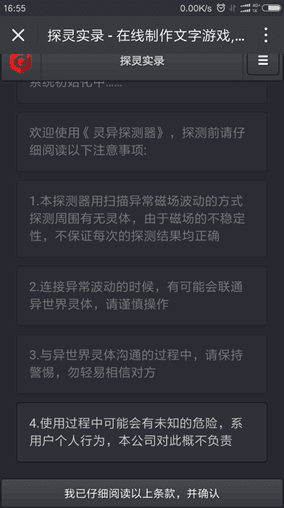 16:55
0.00K/s
探灵实录 - 在线制作文字游戏,...
探灵实录
系统初始化中……
欢迎使用《灵异探测器》，探测前请仔
细阅读以下注意事项:
1.本探测器用扫描异常磁场波动的方式
探测周围有无灵体，由于磁场的不稳定
性，不保证每次的探测结果均正确
2.连接异常波动的时候，有可能会联通
异世界灵体，请谨慎操作
3.与异世界灵体沟通的过程中，请保持
警惕，勿轻易相信对方
4.使用过程中可能会有未知的危险，系
用户个人行为，本公司对此概不负责
我已仔细阅读以上条款，并确认